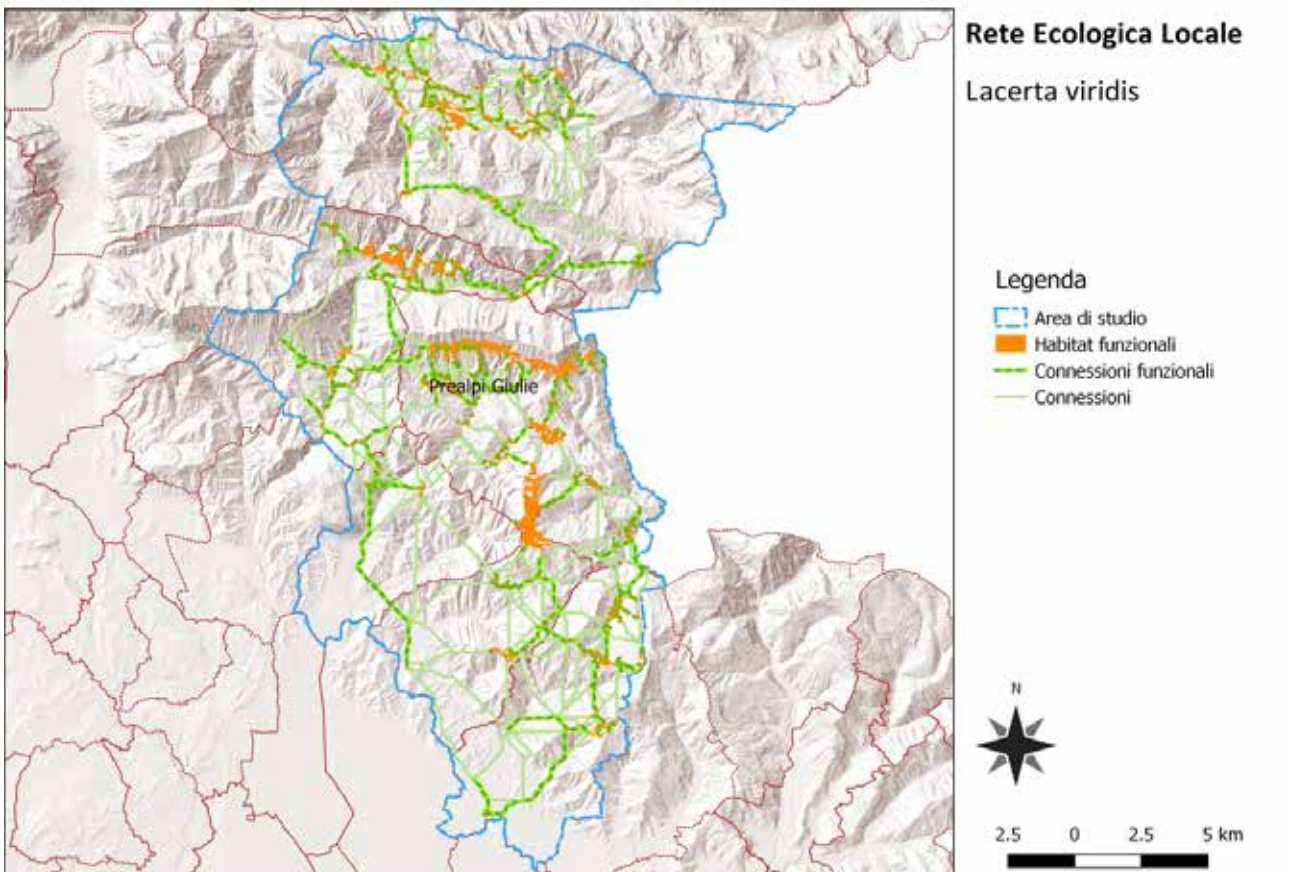 Rete Ecologica Locale
Lacerta viridis
Legenda
Area di studio
Habitat funzionali
Connessioni funzionali
Connessioni
Prealpi Giulie
N
2.5 0 2.5 5 km